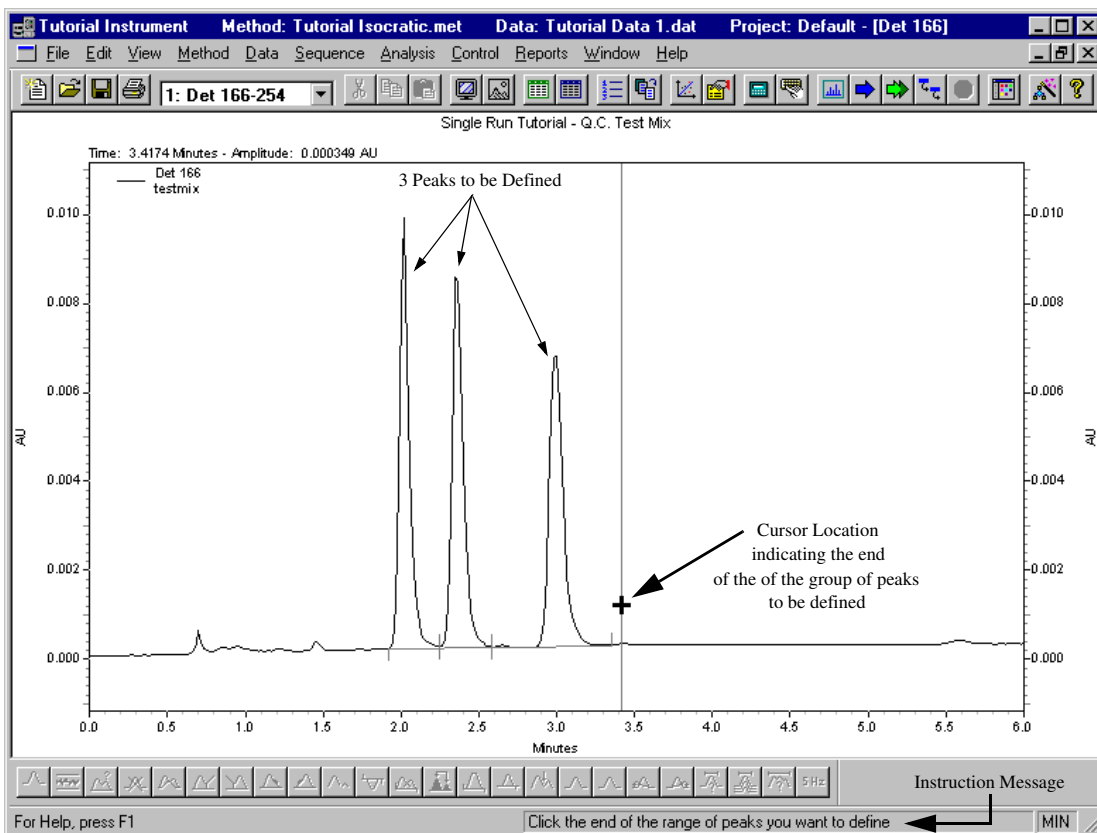 Tutorial Instrument Method: Tutorial Isocratic.met Data: Tutorial Data 1.dat Project: Default - [Det 166]
File Edit View Method Data Sequence Analysis Control Reports Window Help
1: Det 166-254
Single Run Tutorial - Q.C. Test Mix
Time: 3.4174 Minutes - Amplitude: 0.000349 AU
Det 166
testmix
3 Peaks to be Defined
0.010
0.008
0.006
0.004
0.002
0.000
AU
0.010
0.008
0.006
0.004
0.002
0.000
AU
Cursor Location
indicating the end
of the of the group of peaks
to be defined
0.0 0.5 1.0 1.5 2.0 2.5 3.0 3.5 4.0 4.5 5.0 5.5 6.0
Minutes
5Hz
Instruction Message
For Help, press F1
Click the end of the range of peaks you want to define
MIN